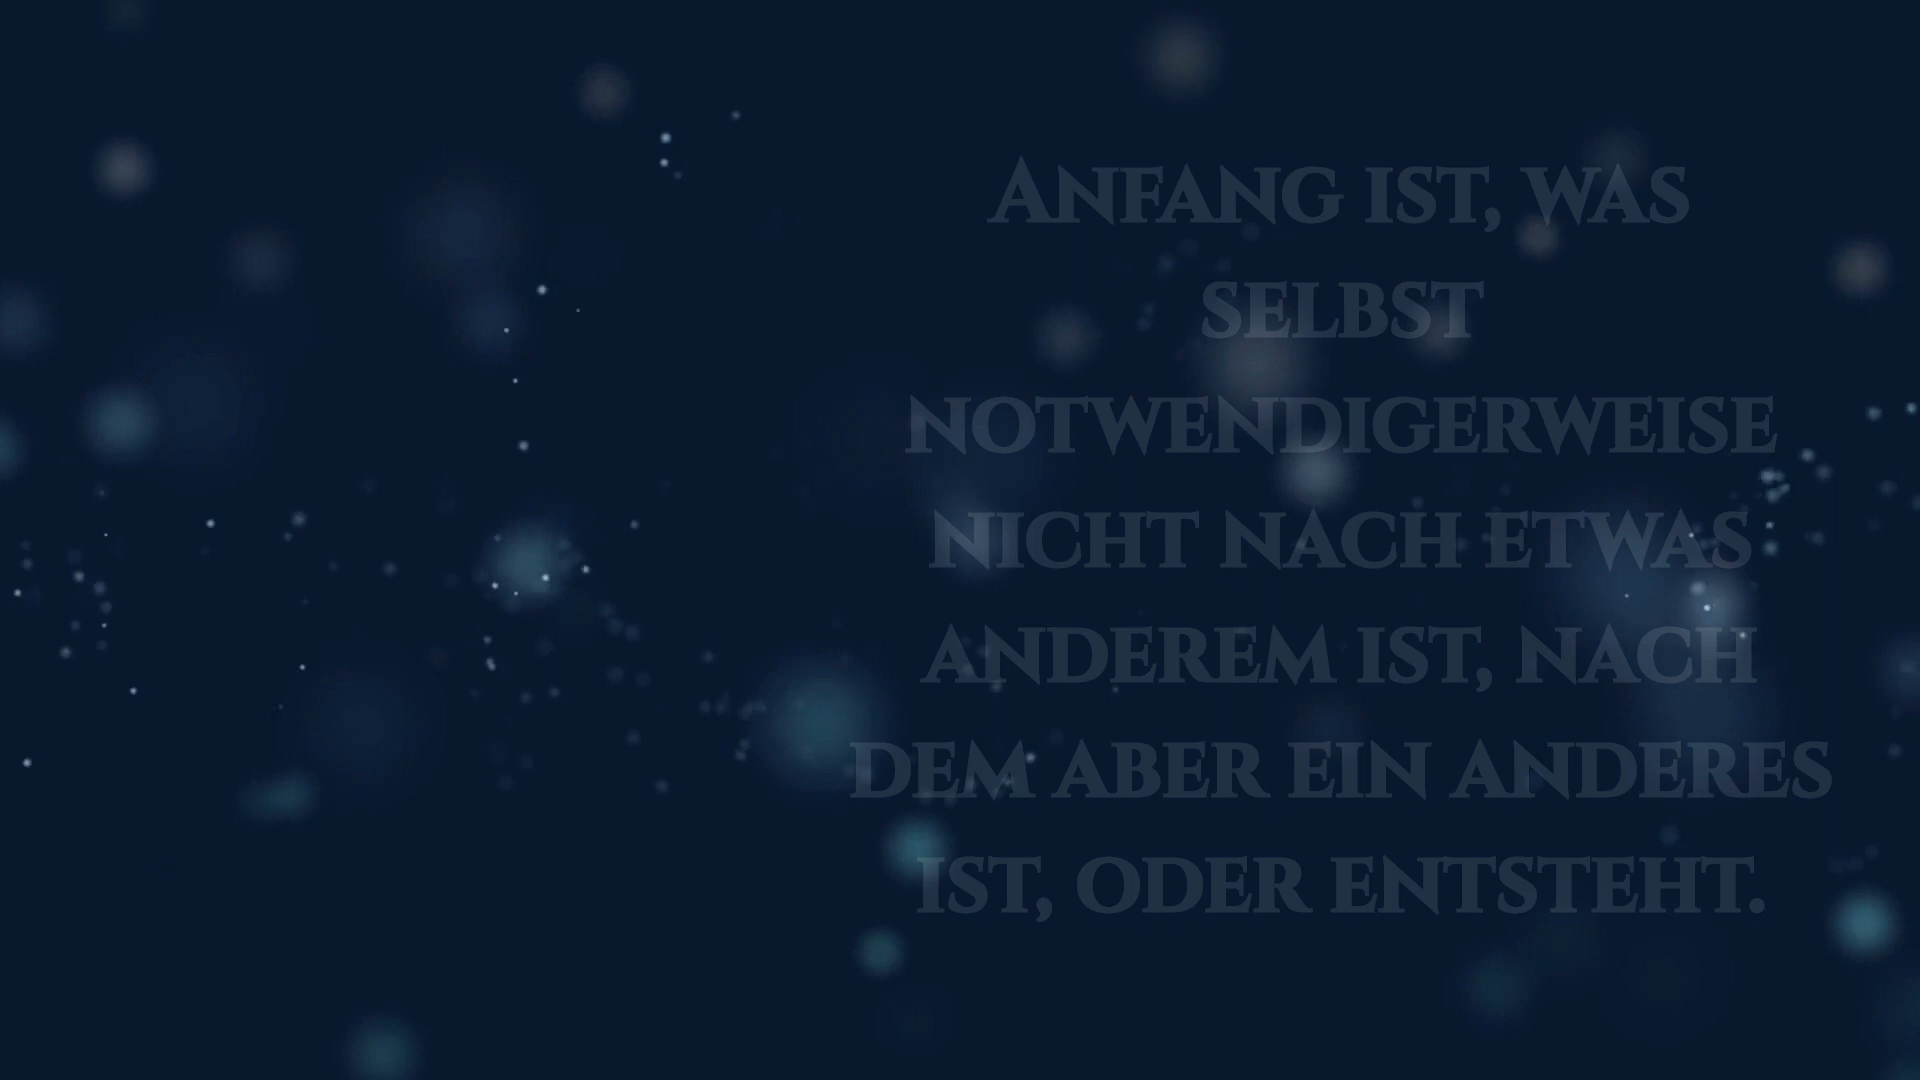 Anfang ist, was
selbst
notwendigerweise
nicht nach etwas
anderem ist, nach
dem aber ein anderes
ist, oder entsteht.